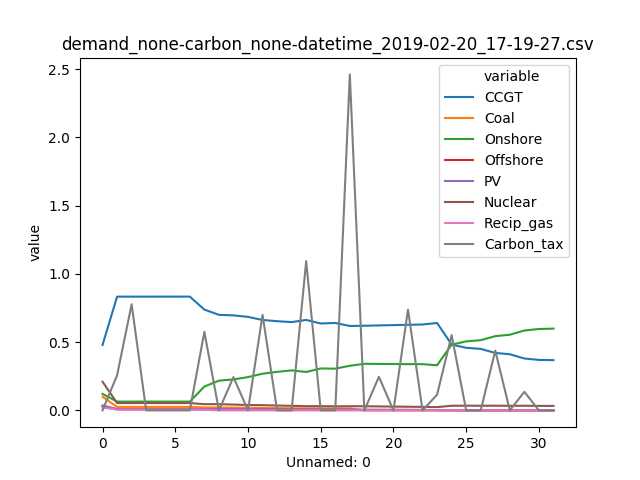 demand_none-carbon_none-datetime_2019-02-20_17-19-27.csv
2.5
2.0
1.5
1.0
0.5
0.0
value
variable
CCGT
Coal
Onshore
Offshore
PV
Nuclear
Recip_gas
Carbon_tax
0 5 10 15 20 25 30
Unnamed: 0